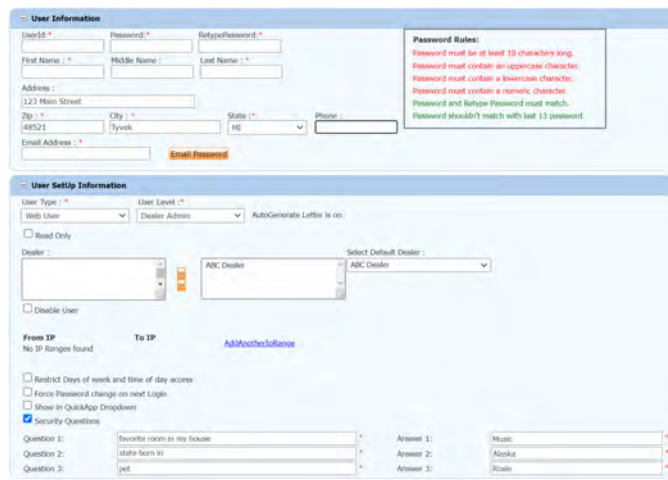 User Information
UserId:* Password:* RetypePassword:*
First Name : * Middle Name : Last Name : *
Address :
123 Main Street
Zip : * City : * State :* Phone :
48521 Tyvek MI
Email Address : *
Email Password
Password Rules:
Password must be at least 10 characters long.
Password must contain an uppercase character.
Password must contain a lowercase character.
Password must contain a numeric character.
Password and Retype Password must match.
Password shouldn't match with last 13 password
User SetUp Information
User Type : * User Level :*
Web User Dealer Admin AutoGenerate Letter is on
Read Only
Dealer : Select Default Dealer :
ABC Dealer ABC Dealer
Disable User
From IP To IP
No IP Ranges found AddAnotherIpRange
Restrict Days of week and time of day access
Force Password change on next Login
Show in QuickApp Dropdown
Security Questions
Question 1: favorite room in my house * Answer 1: Music *
Question 2: state born in * Answer 2: Alaska *
Question 3: pet * Answer 3: Roxie *